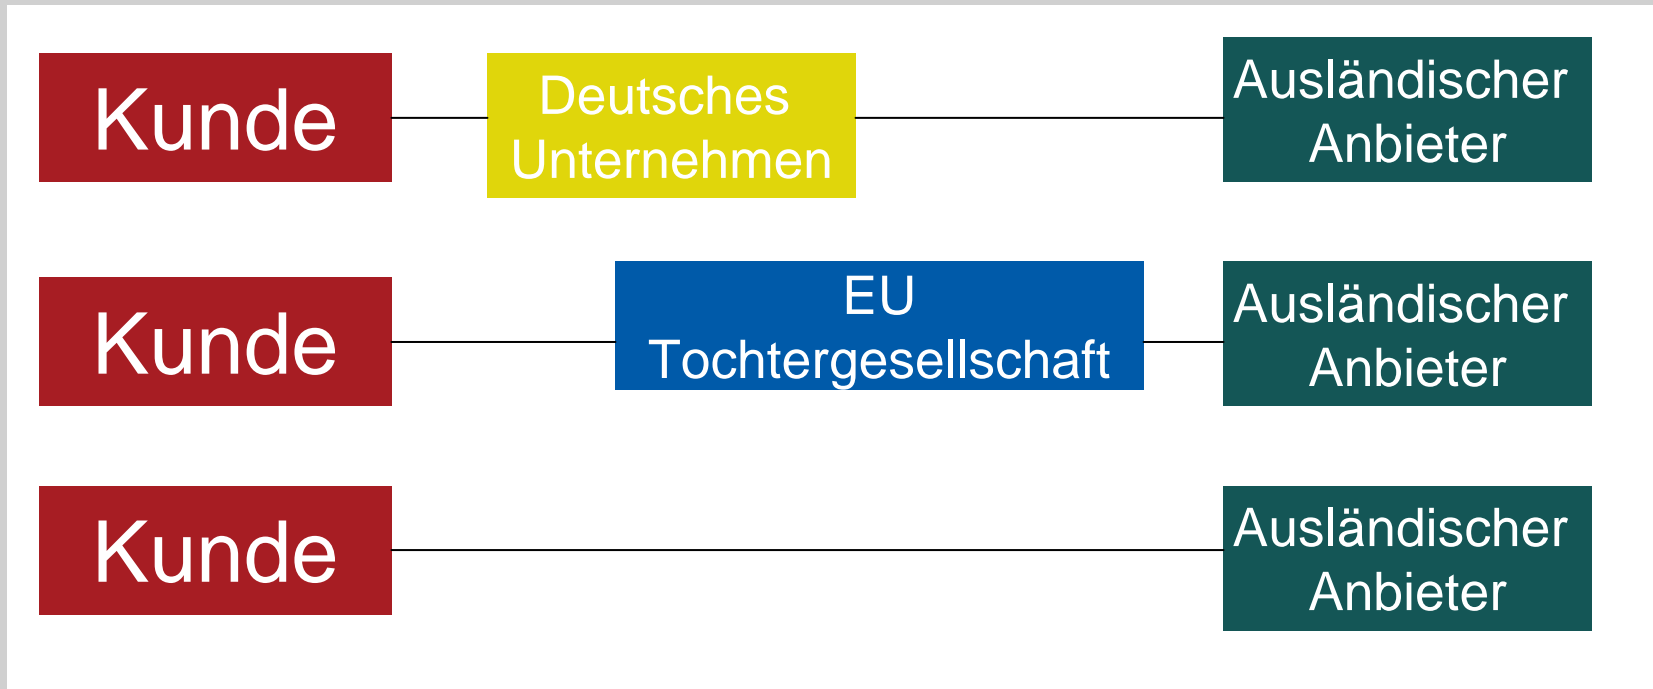 Kunde
Deutsches
Unternehmen
Ausländischer
Anbieter
Kunde
EU
Tochtergesellschaft
Ausländischer
Anbieter
Kunde
Ausländischer
Anbieter